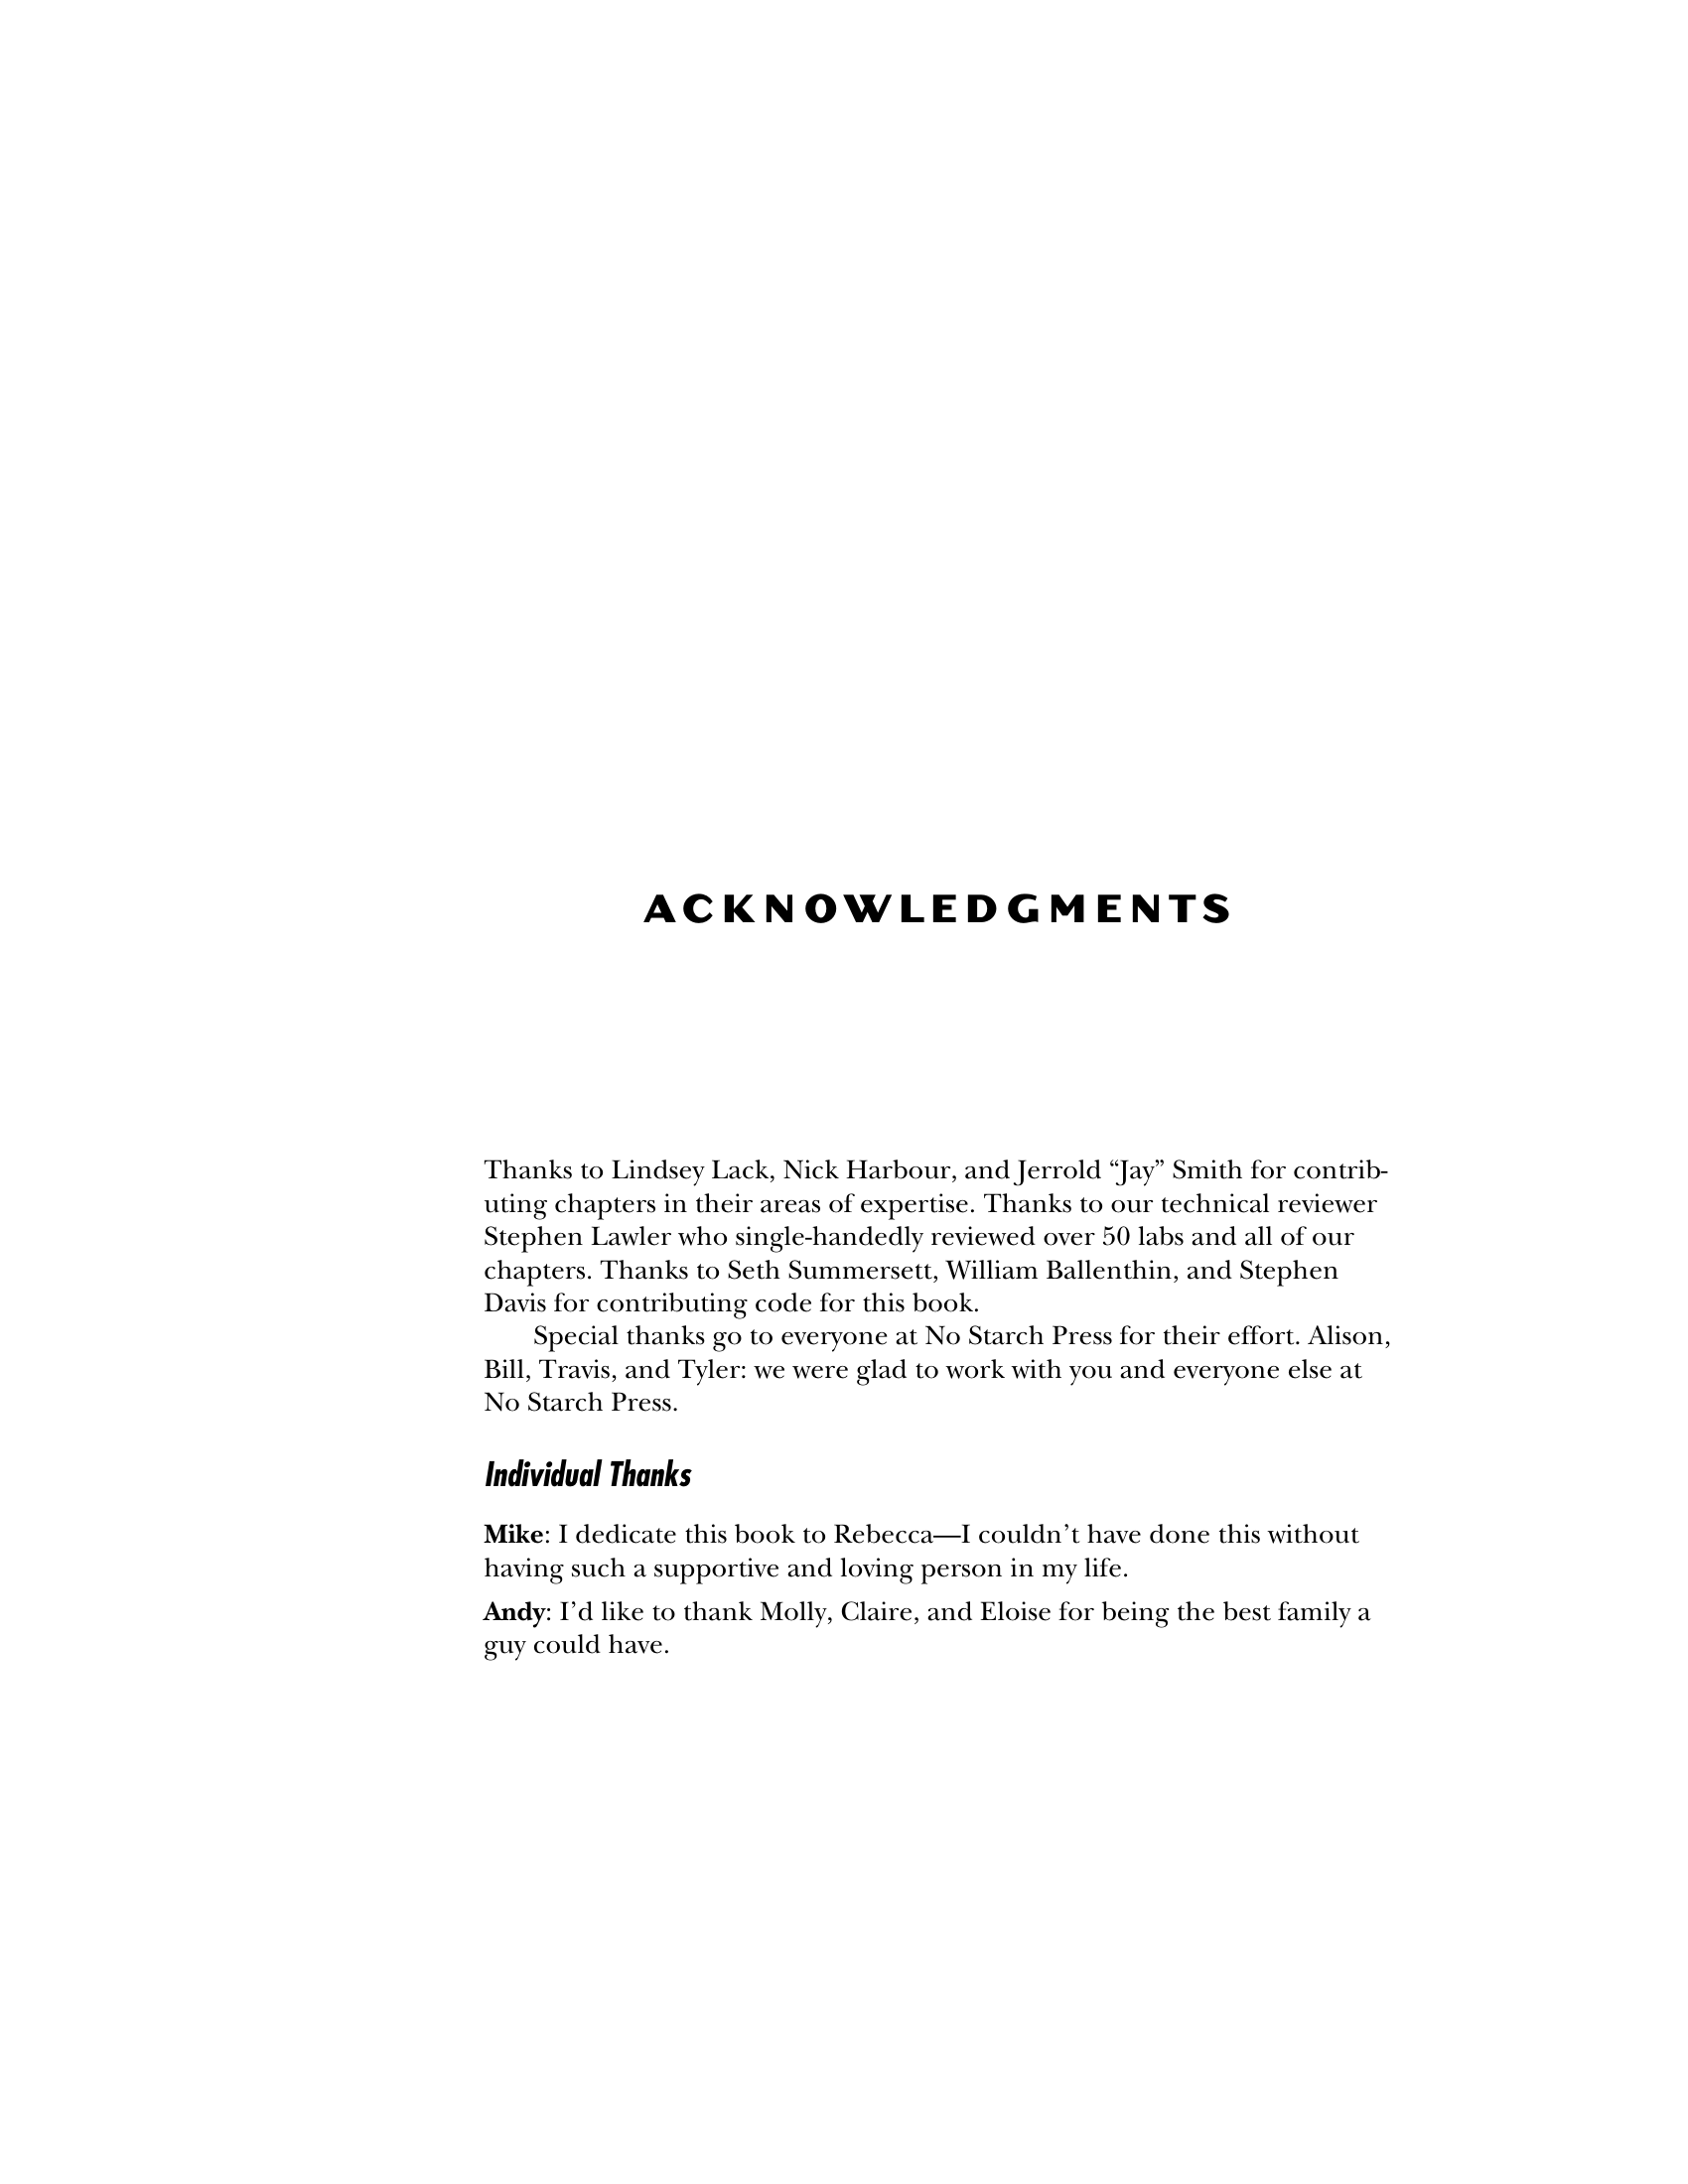 ACKNOWLEDGMENTS
Thanks to Lindsey Lack, Nick Harbour, and Jerrold “Jay” Smith for contrib-
uting chapters in their areas of expertise. Thanks to our technical reviewer
Stephen Lawler who single-handedly reviewed over 50 labs and all of our
chapters. Thanks to Seth Summersett, William Ballenthin, and Stephen
Davis for contributing code for this book.
Special thanks go to everyone at No Starch Press for their effort. Alison,
Bill, Travis, and Tyler: we were glad to work with you and everyone else at
No Starch Press.
Individual Thanks
Mike: I dedicate this book to Rebecca—I couldn’t have done this without
having such a supportive and loving person in my life.
Andy: I’d like to thank Molly, Claire, and Eloise for being the best family a
guy could have.